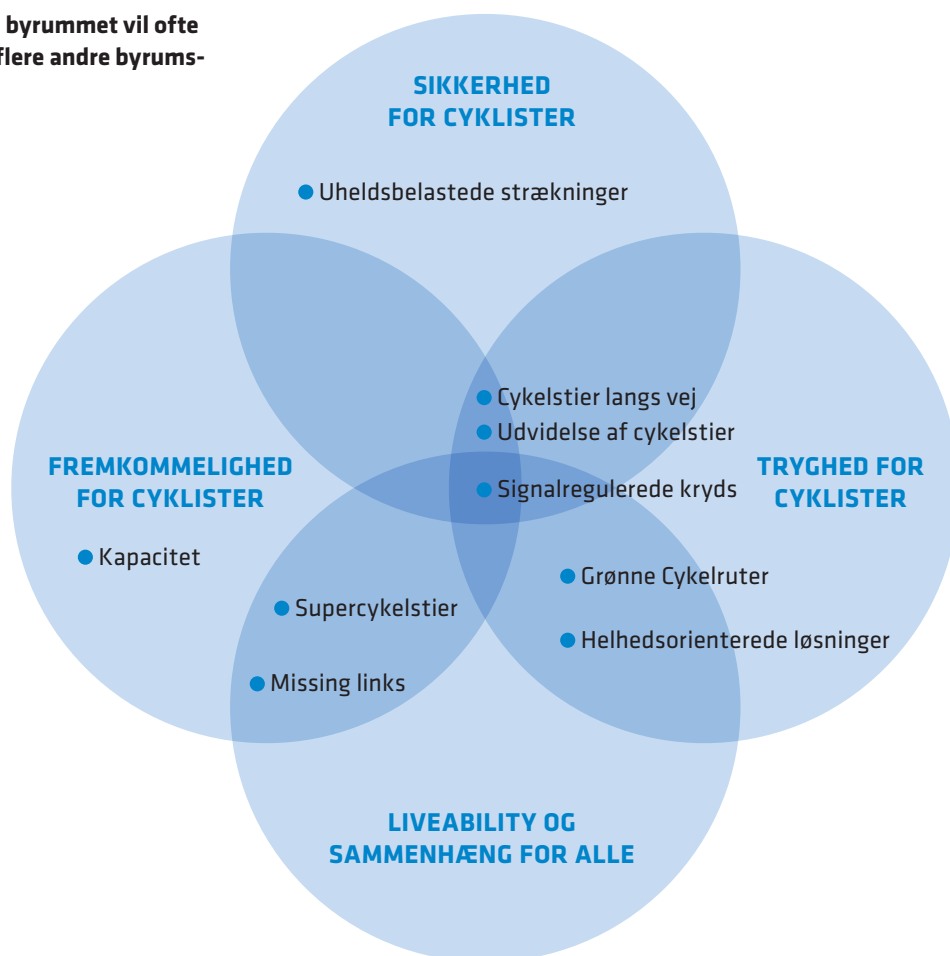 byrummet vil ofte
flere andre byrums-
SIKKERHED
FOR CYKLISTER
Uheldsbelastede strækninger
Cykelstier langs vej
Udvidelse af cykelstier
FREMKOMMELIGHED
FOR CYKLISTER
TRYGHED FOR
CYKLISTER
Signalregulerede kryds
Kapacitet
Grønne Cykelruter
Supercykelstier
Helhedsorienterede løsninger
Missing links
LIVEABILITY OG
SAMMENHÆNG FOR ALLE